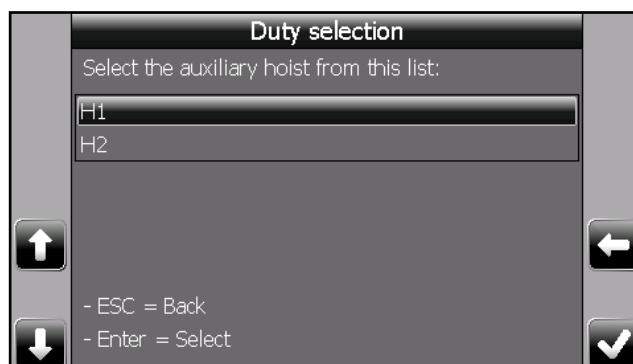 Duty selection
Select the auxiliary hoist from this list:
H1
H2
- ESC = Back
- Enter = Select